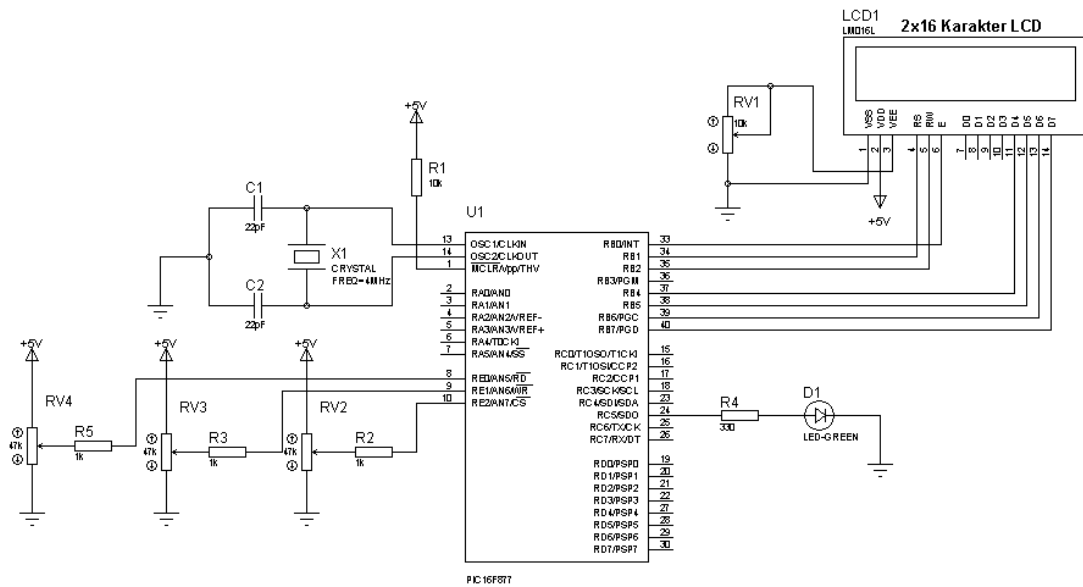 LCD1
LM016L
2x16 Karakter LCD
VSS
VDD
VEE
RS
RW
E
D0
D1
D2
D3
D4
D5
D6
D7
1
2
3
4
5
6
7
8
9
10
11
12
13
14
+5V
RV1
10k
+5V
R1
10k
C1
22pF
C2
22pF
X1
CRYSTAL
FREQ=4MHz
U1
13 OSC1/CLKIN
14 OSC2/CLKOUT
1 MCLR/Vpp/THV
2 RA0/AN0
3 RA1/AN1
4 RA2/AN2/VREF-
5 RA3/AN3/VREF+
6 RA4/T0CKI
7 RA5/AN4/SS
8 RE0/AN5/RD
9 RE1/AN6/WR
10 RE2/AN7/CS
RB0/INT 33
RB1 34
RB2 35
RB3/PGM 36
RB4 37
RB5 38
RB6/PGC 39
RB7/PGD 40
RC0/T1OSO/T1CKI 15
RC1/T1OSI/CCP2 16
RC2/CCP1 17
RC3/SCK/SCL 18
RC4/SDI/SDA 23
RC5/SDO 24
RC6/TX/CK 25
RC7/RX/DT 26
RD0/PSP0 19
RD1/PSP1 20
RD2/PSP2 21
RD3/PSP3 22
RD4/PSP4 27
RD5/PSP5 28
RD6/PSP6 29
RD7/PSP7 30
PIC16F877
+5V
RV4
47k
R5
1k
+5V
RV3
47k
R3
1k
+5V
RV2
47k
R2
1k
R4
330
D1
LED-GREEN